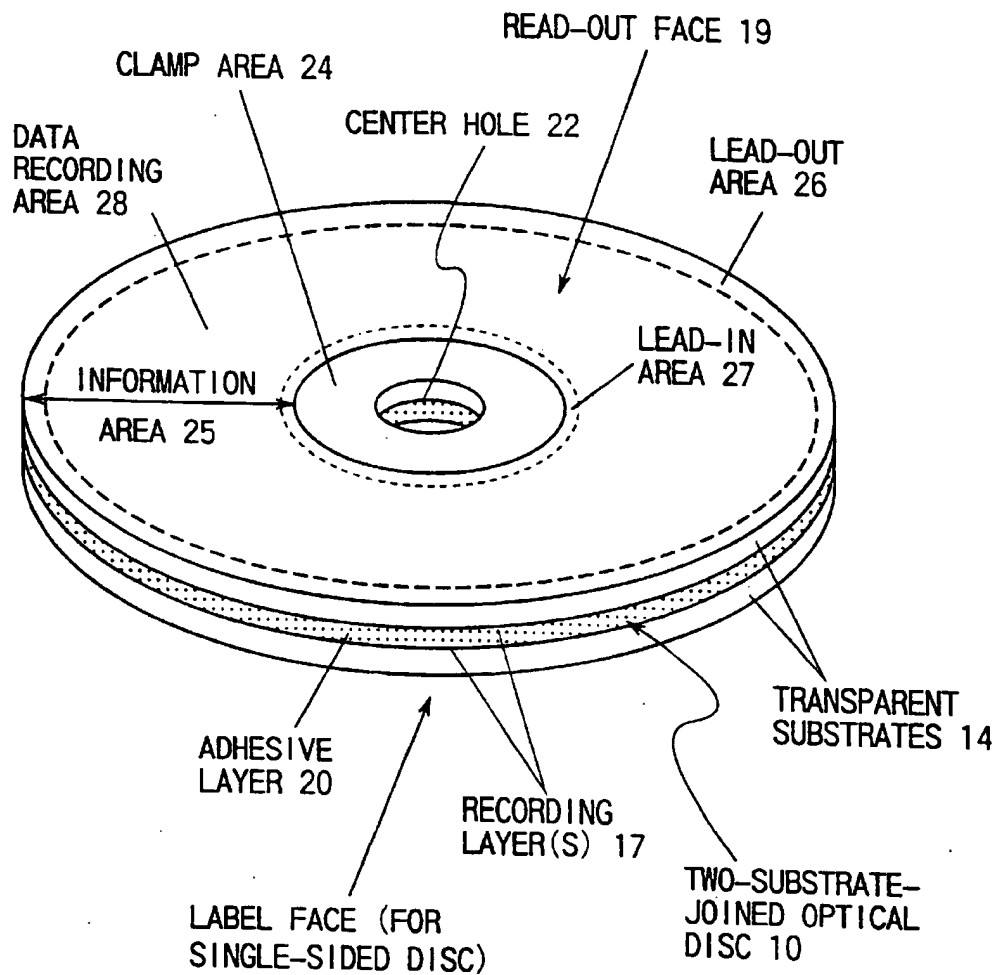 READ-OUT FACE 19
CLAMP AREA 24
CENTER HOLE 22
DATA
RECORDING
AREA 28
LEAD-OUT
AREA 26
LEAD-IN
AREA 27
INFORMATION
AREA 25
TRANSPARENT
SUBSTRATES 14
ADHESIVE
LAYER 20
RECORDING
LAYER(S) 17
TWO-SUBSTRATE-
JOINED OPTICAL
DISC 10
LABEL FACE (FOR
SINGLE-SIDED DISC)